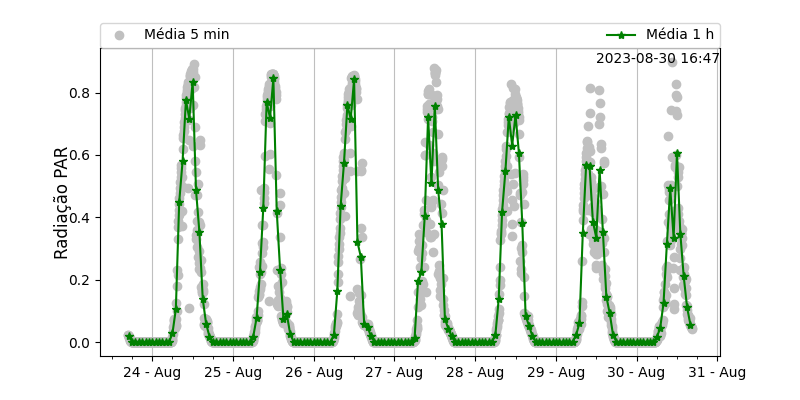 Média 5 min
Média 1 h
2023-08-30 16:47
Radiação PAR
0.8
0.6
0.4
0.2
0.0
24 - Aug
25 - Aug
26 - Aug
27 - Aug
28 - Aug
29 - Aug
30 - Aug
31 - Aug